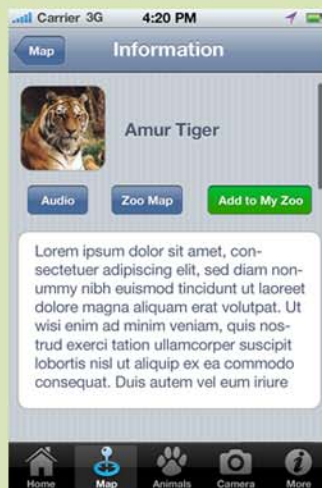 Carrier 3G 4:20 PM
Map Information
Amur Tiger
Audio Zoo Map Add to My Zoo
Lorem ipsum dolor sit amet, con-
sectetuer adipiscing elit, sed diam non-
ummy nibh euismod tincidunt ut laoreet
dolore magna aliquam erat volutpat. Ut
wisi enim ad minim veniam, quis nos-
trud exerci tation ullamcorper suscipit
lobortis nisl ut aliquip ex ea commodo
consequat. Duis autem vel eum iriure
Home Map Animals Camera More